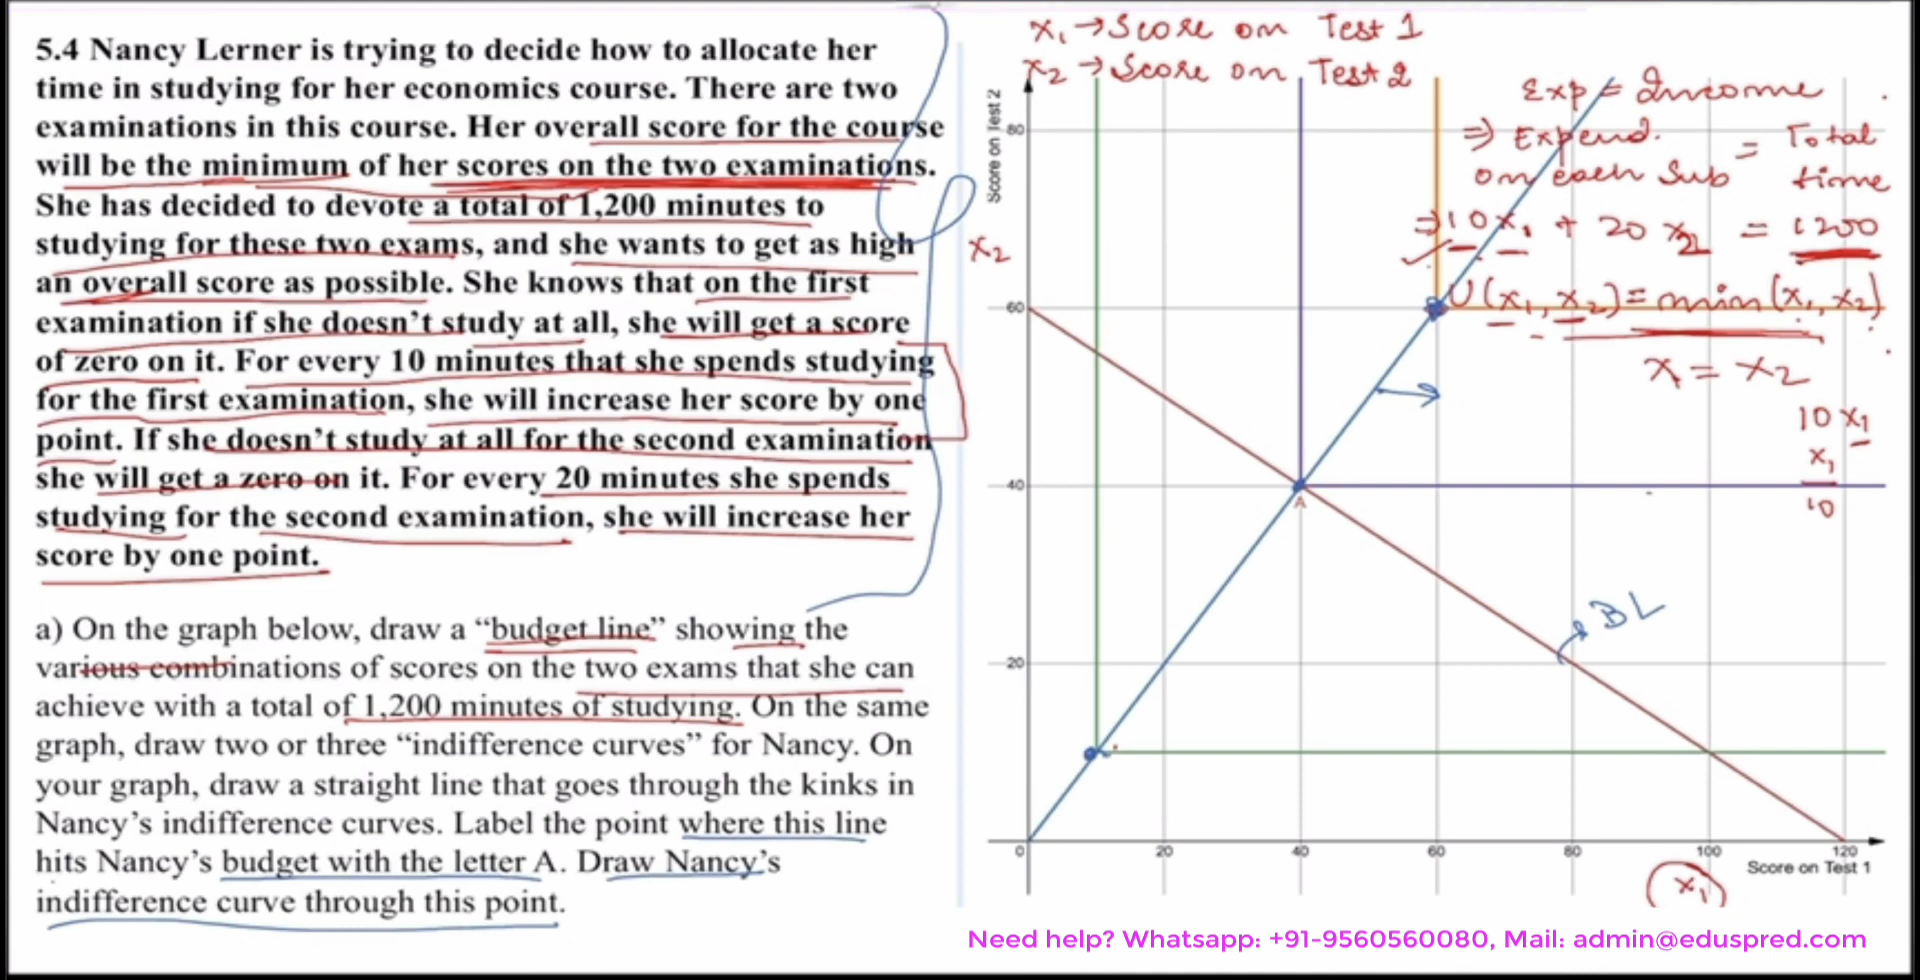 5.4 Nancy Lerner is trying to decide how to allocate her
time in studying for her economics course. There are two
examinations in this course. Her overall score for the course
will be the minimum of her scores on the two examinations.
She has decided to devote a total of 1,200 minutes to
studying for these two exams, and she wants to get as high
an overall score as possible. She knows that on the first
examination if she doesn’t study at all, she will get a score
of zero on it. For every 10 minutes that she spends studying
for the first examination, she will increase her score by one
point. If she doesn’t study at all for the second examination
she will get a zero on it. For every 20 minutes she spends
studying for the second examination, she will increase her
score by one point.
a) On the graph below, draw a “budget line” showing the
various combinations of scores on the two exams that she can
achieve with a total of 1,200 minutes of studying. On the same
graph, draw two or three “indifference curves” for Nancy. On
your graph, draw a straight line that goes through the kinks in
Nancy’s indifference curves. Label the point where this line
hits Nancy’s budget with the letter A. Draw Nancy’s
indifference curve through this point.
x₁ → Score on Test 1
x₂ → Score on Test 2
Exp = Income
⇒ Expend. = Total
on each Sub time
⇒ 10 x₁ + 20 x₂ = 1200
U(x₁, x₂) = min(x₁, x₂)
x₁ = x₂
10 x₁
x₁
10
Score on Test 2
x₂
80
60
40
20
A
BL
0 20 40 60 80 100 120
Score on Test 1
x₁
Need help? Whatsapp: +91-9560560080, Mail: admin@eduspred.com